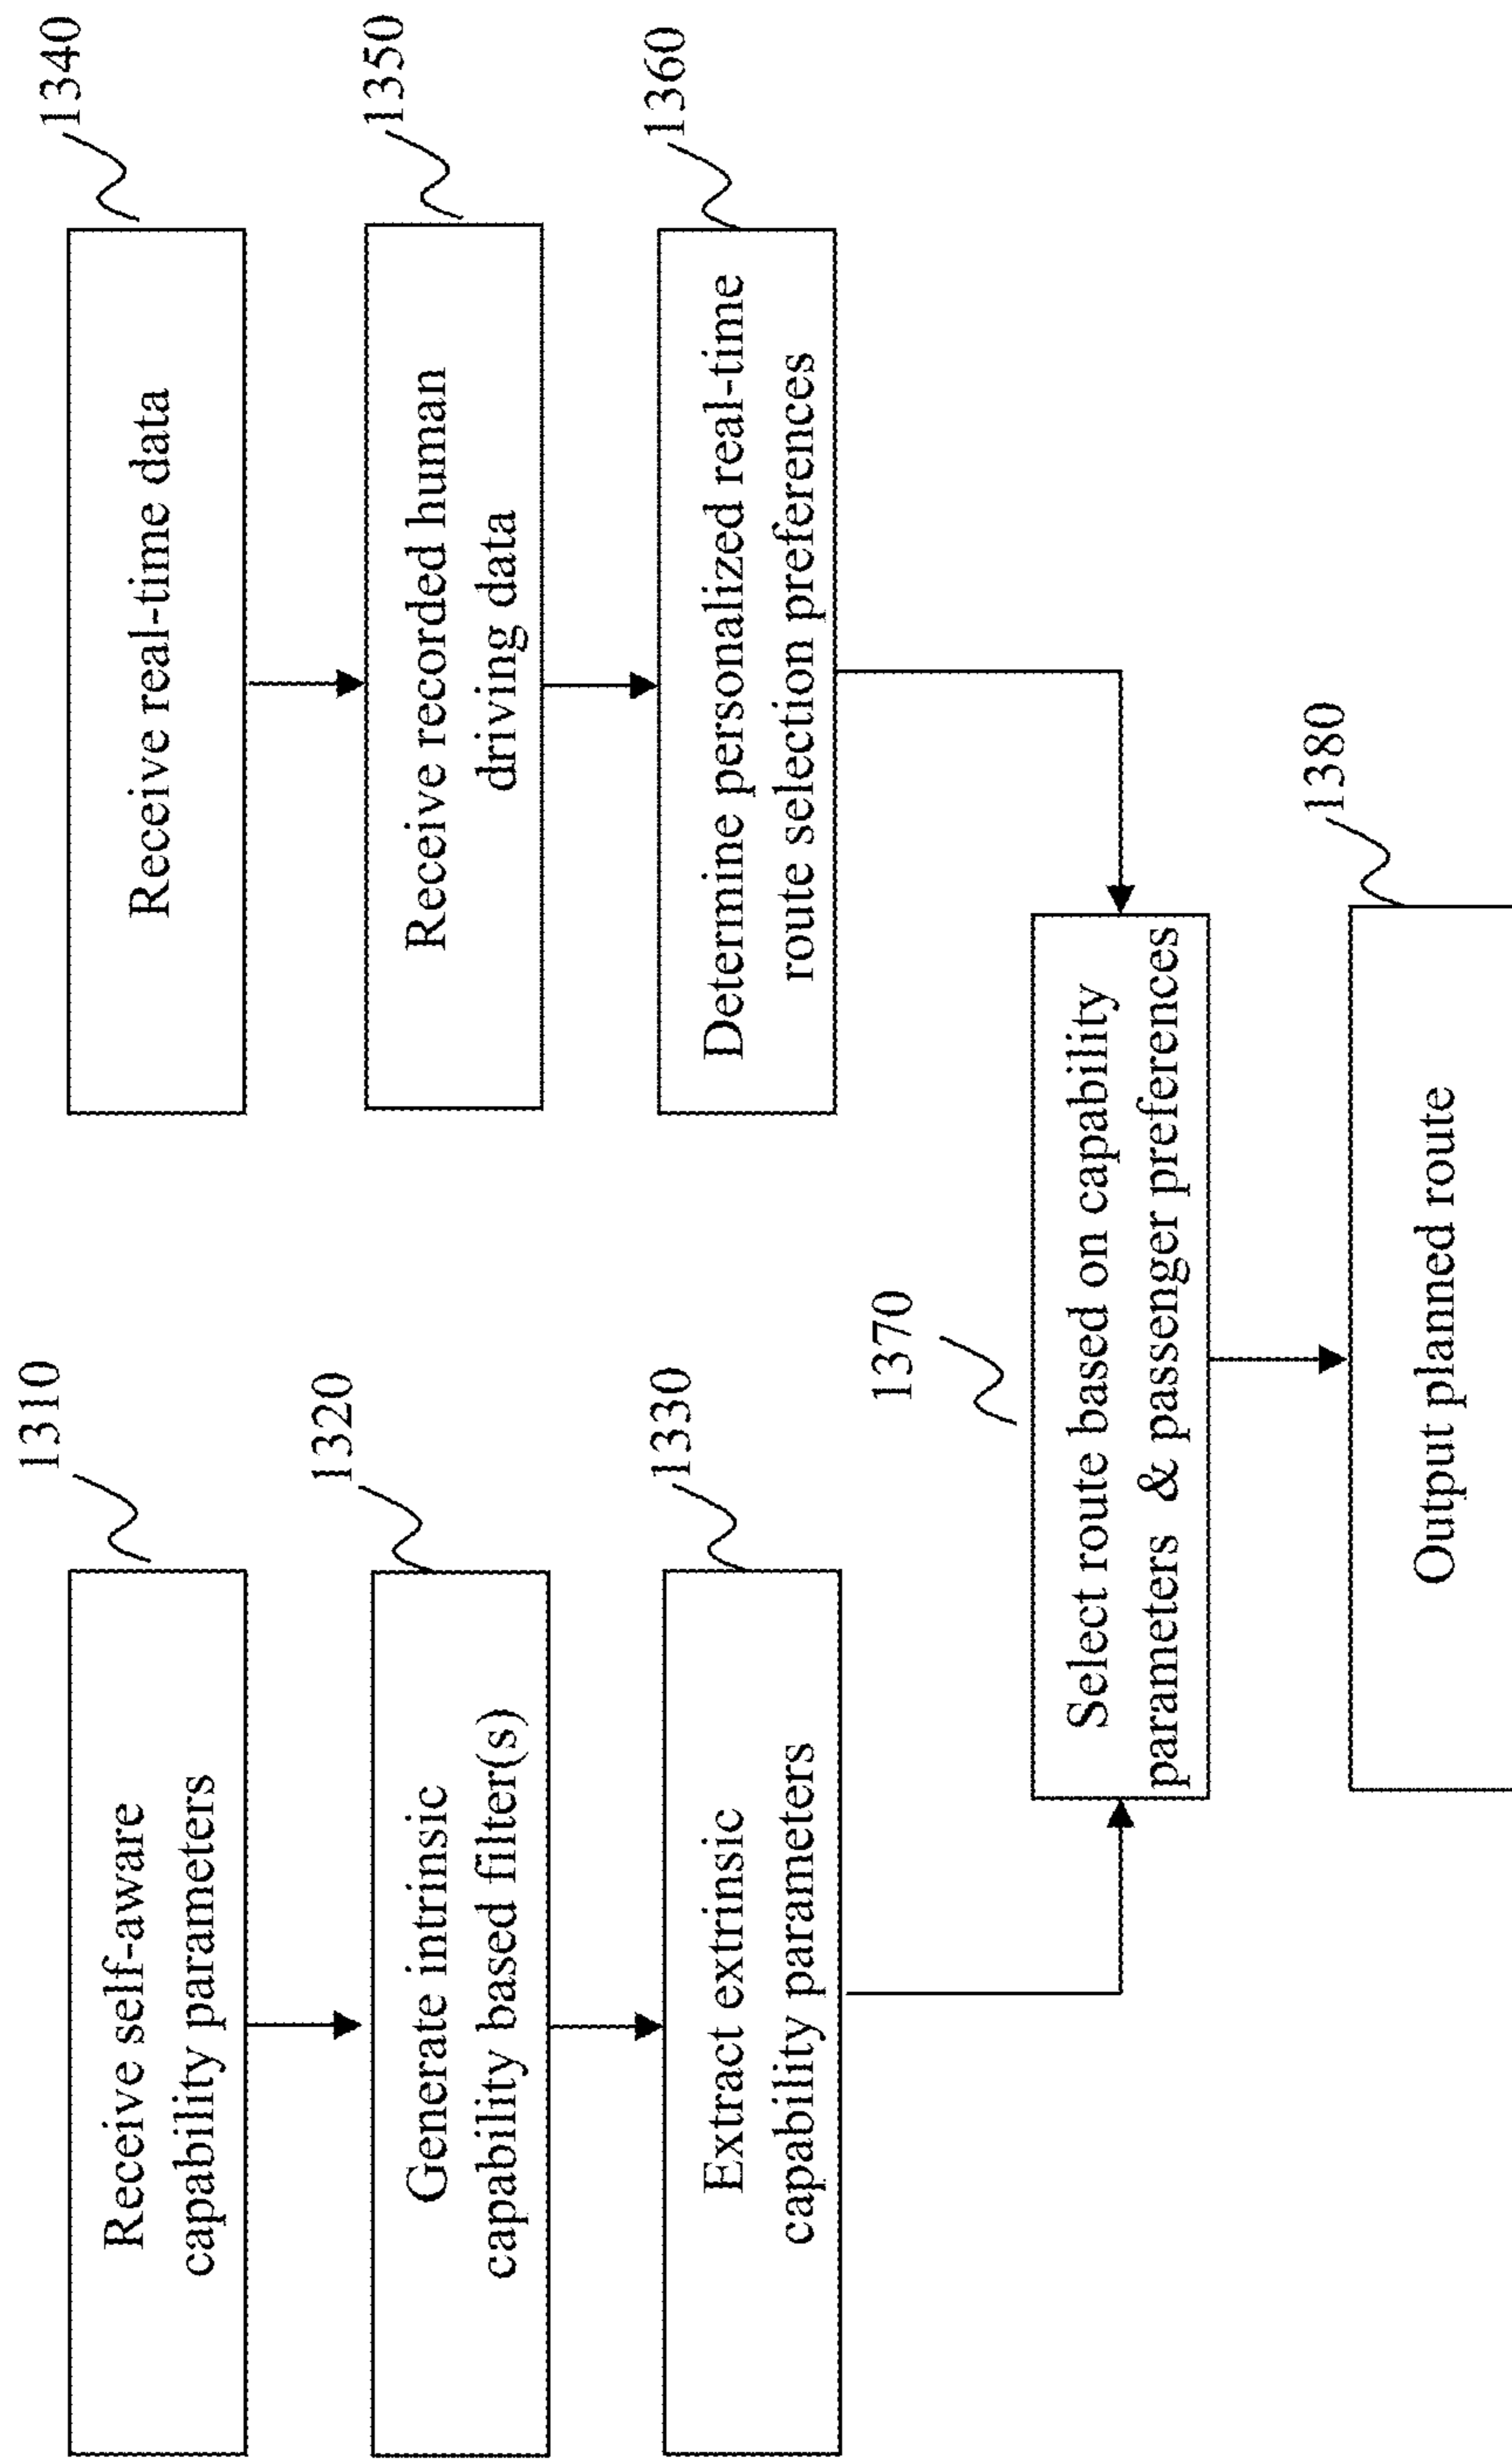 1310
Receive self-aware
capability parameters
1320
Generate intrinsic
capability based filter(s)
1330
Extract extrinsic
capability parameters
1340
Receive real-time data
1350
Receive recorded human
driving data
1360
Determine personalized real-time
route selection preferences
1370
Select route based on capability
parameters & passenger preferences
1380
Output planned route